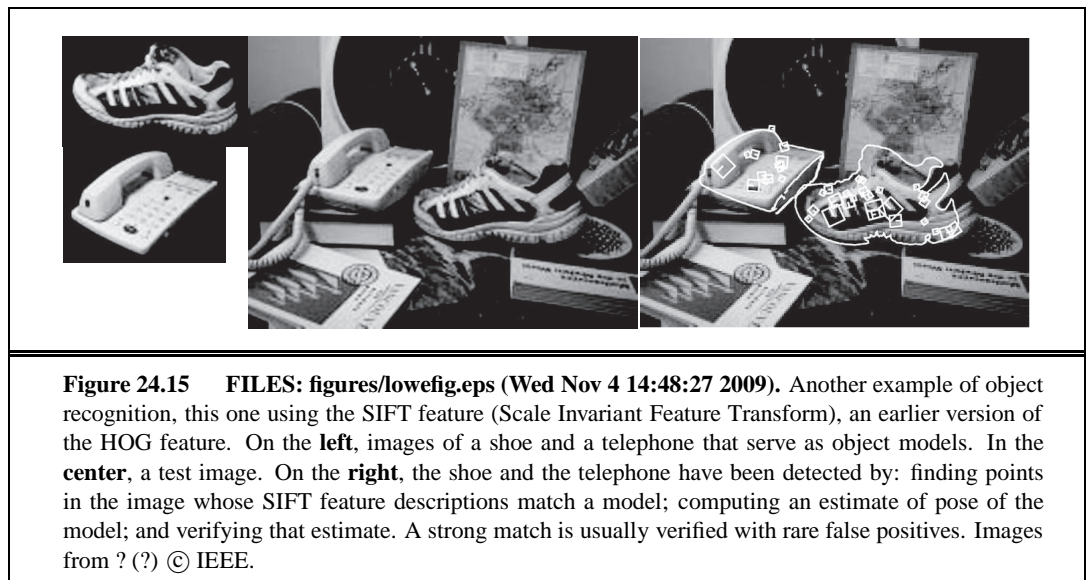 Figure 24.15 FILES: figures/lowefig.eps (Wed Nov 4 14:48:27 2009). Another example of object
recognition, this one using the SIFT feature (Scale Invariant Feature Transform), an earlier version of
the HOG feature. On the left, images of a shoe and a telephone that serve as object models. In the
center, a test image. On the right, the shoe and the telephone have been detected by: finding points
in the image whose SIFT feature descriptions match a model; computing an estimate of pose of the
model; and verifying that estimate. A strong match is usually verified with rare false positives. Images
from ? (?) © IEEE.